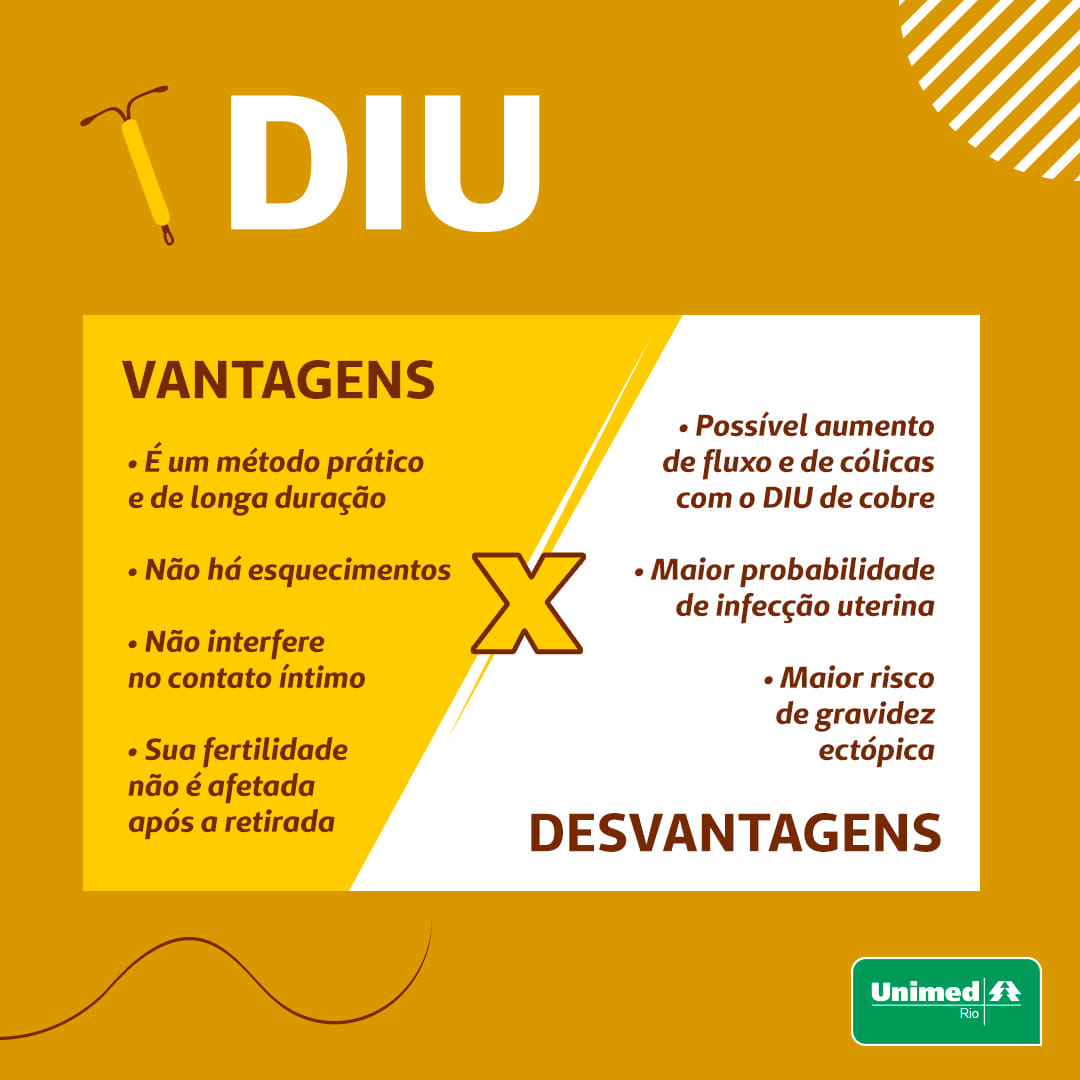 DIU
VANTAGENS
• É um método prático
e de longa duração
• Não há esquecimentos
• Não interfere
no contato íntimo
• Sua fertilidade
não é afetada
após a retirada
X
• Possível aumento
de fluxo e de cólicas
com o DIU de cobre
• Maior probabilidade
de infecção uterina
• Maior risco
de gravidez
ectópica
DESVANTAGENS
Unimed
Rio